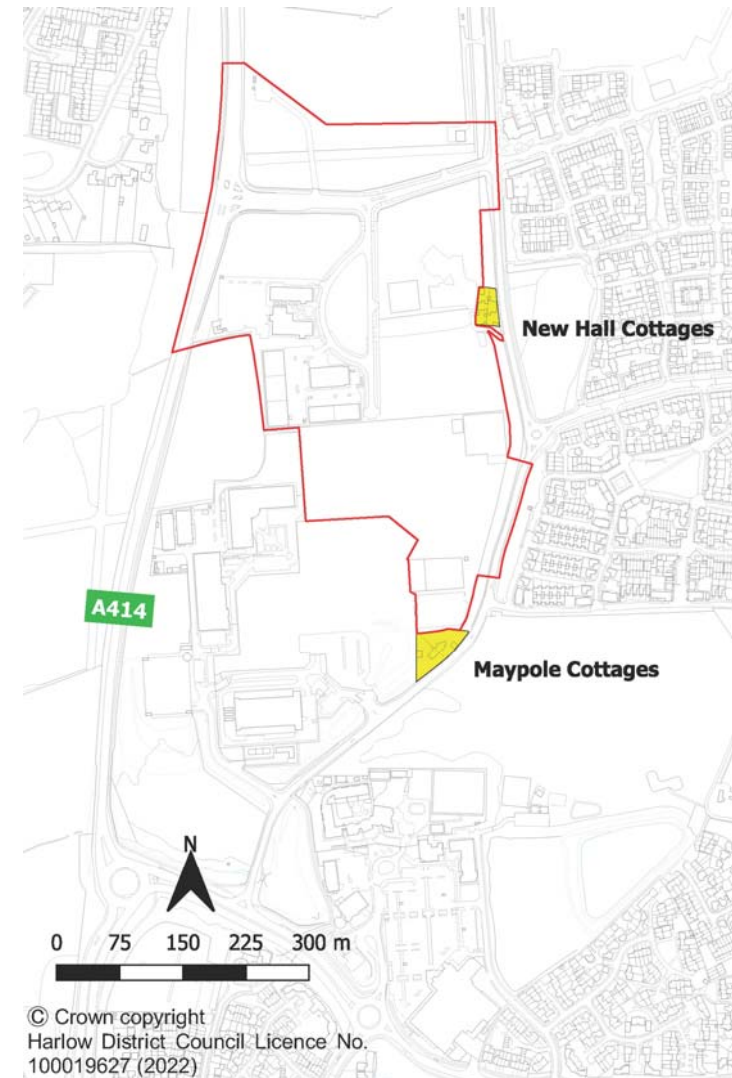 New Hall Cottages
A414
Maypole Cottages
N
0 75 150 225 300 m
© Crown copyright
Harlow District Council Licence No.
100019627 (2022)